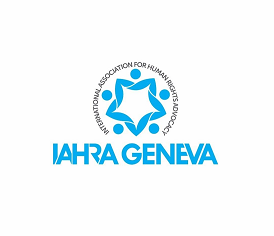 INTERNATIONAL ASSOCIATION FOR HUMAN RIGHTS ADVOCACY
IAHRA GENEVA